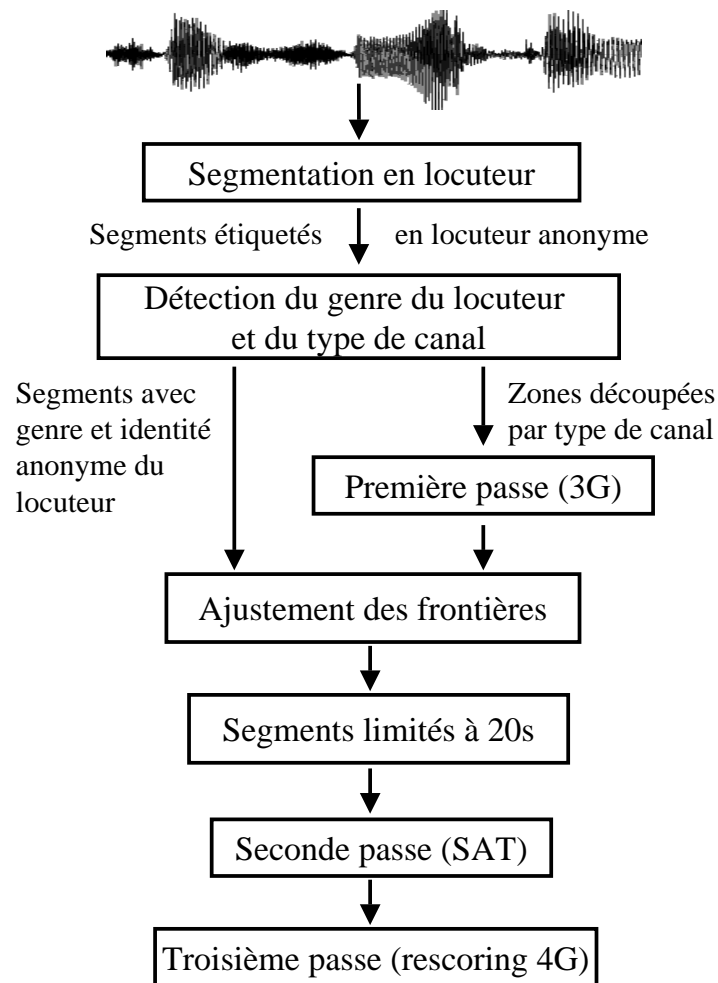 Segmentation en locuteur
Segments étiquetés
en locuteur anonyme
Détection du genre du locuteur
et du type de canal
Segments avec
genre et identité
anonyme du
locuteur
Zones découpées
par type de canal
Première passe (3G)
Ajustement des frontières
Segments limités à 20s
Seconde passe (SAT)
Troisième passe (rescoring 4G)